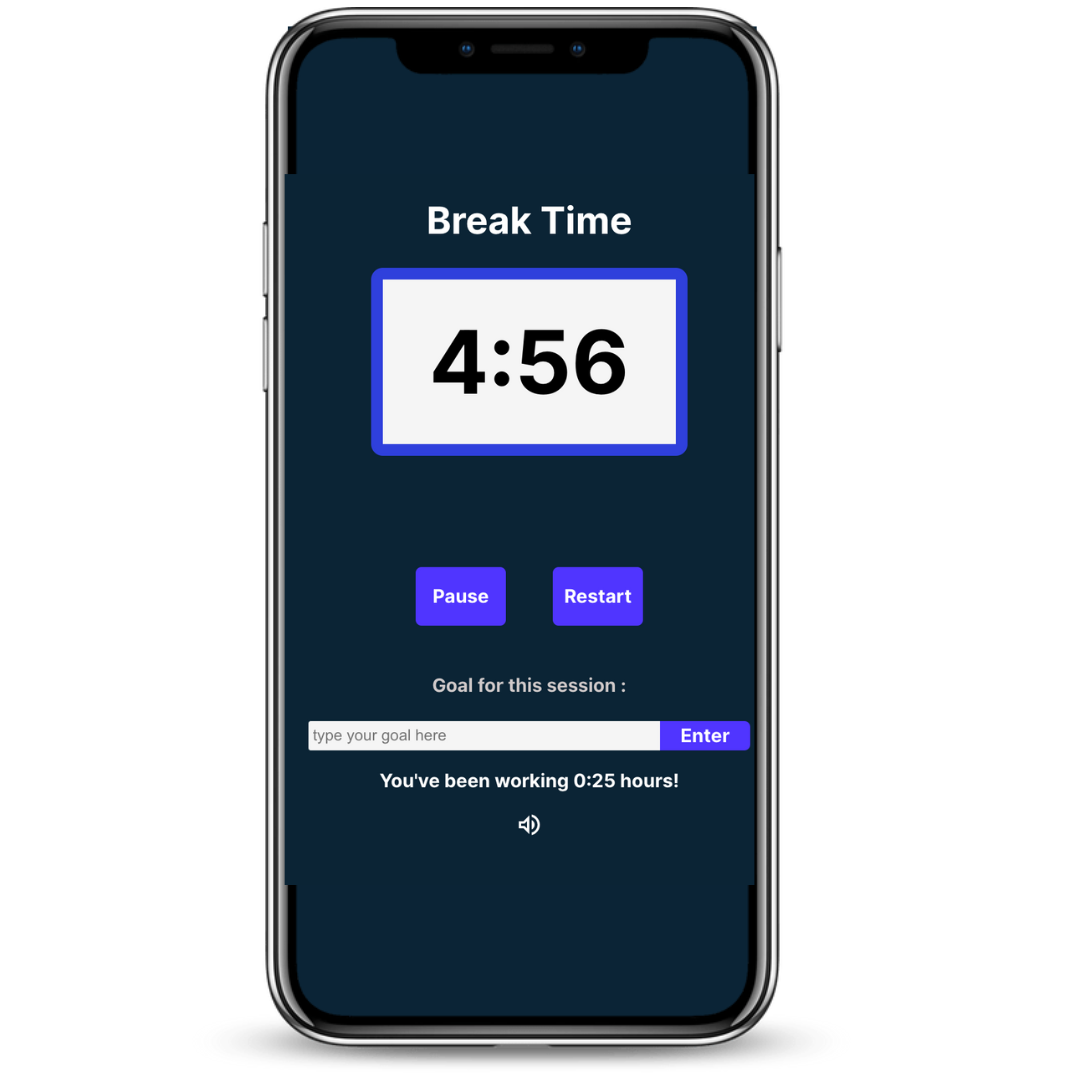 Break Time
4:56
Pause Restart
Goal for this session :
type your goal here Enter
You've been working 0:25 hours!